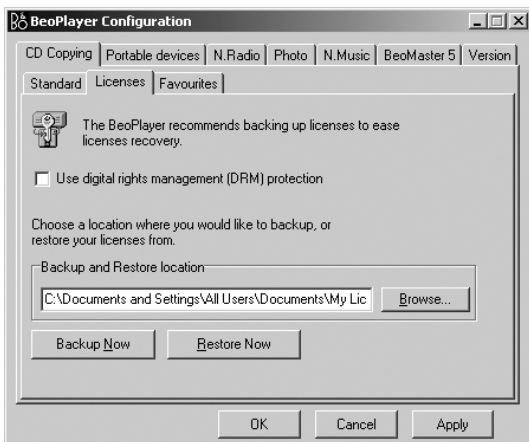 BeoPlayer Configuration
CD Copying Portable devices N.Radio Photo N.Music BeoMaster 5 Version
Standard Licenses Favourites
The BeoPlayer recommends backing up licenses to ease
licenses recovery.
Use digital rights management (DRM) protection
Choose a location where you would like to backup, or
restore your licenses from.
Backup and Restore location
C:\Documents and Settings\All Users\Documents\My Lic Browse...
Backup Now Restore Now
OK Cancel Apply